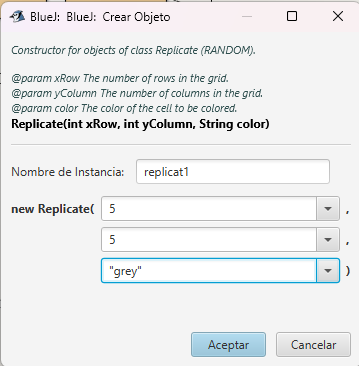 BlueJ: BlueJ: Crear Objeto
Constructor for objects of class Replicate (RANDOM).
@param xRow The number of rows in the grid.
@param yColumn The number of columns in the grid.
@param color The color of the cell to be colored.
Replicate(int xRow, int yColumn, String color)
Nombre de Instancia: replicat1
new Replicate( 5 ,
5 ,
"grey" )
Aceptar Cancelar